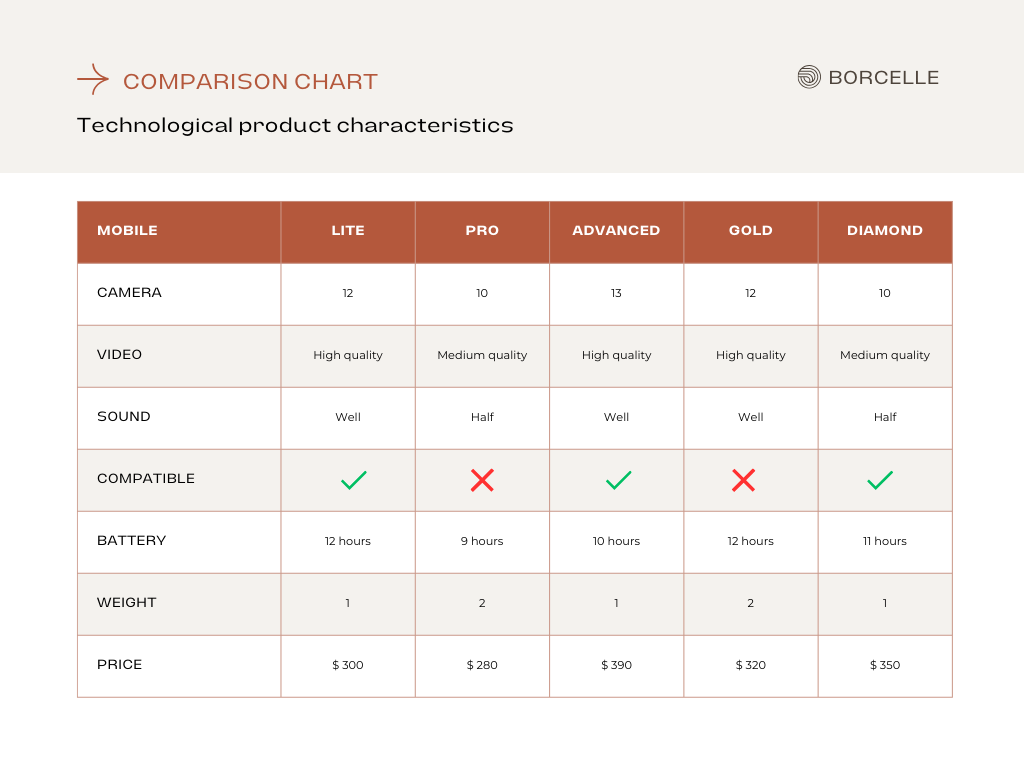 COMPARISON CHART
BORCELLE
Technological product characteristics
MOBILE LITE PRO ADVANCED GOLD DIAMOND
CAMERA 12 10 13 12 10
VIDEO High quality Medium quality High quality High quality Medium quality
SOUND Well Half Well Well Half
COMPATIBLE
BATTERY 12 hours 9 hours 10 hours 12 hours 11 hours
WEIGHT 1 2 1 2 1
PRICE $ 300 $ 280 $ 390 $ 320 $ 350